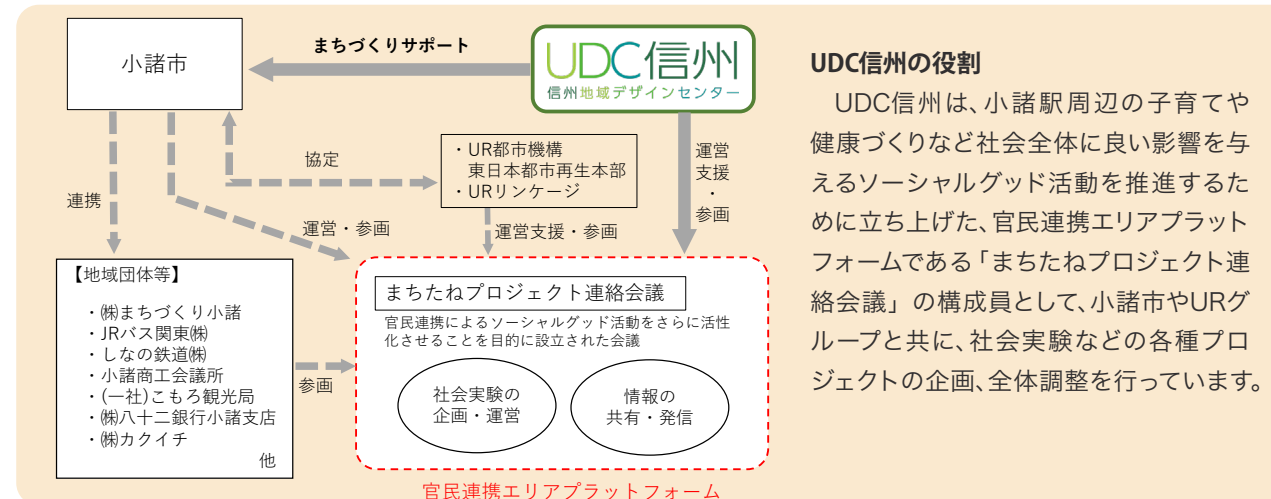 小諸市
まちづくりサポート
UDC信州
信州地域デザインセンター
協定
・UR都市機構
東日本都市再生本部
・URリンケージ
運営
支援
・
参画
連携
運営・参画
運営支援・参画
【地域団体等】
・㈱まちづくり小諸
・JRバス関東㈱
・しなの鉄道㈱
・小諸商工会議所
・(一社)こもろ観光局
・㈱八十二銀行小諸支店
・㈱カクイチ
他
参画
まちたねプロジェクト連絡会議
官民連携によるソーシャルグッド活動をさらに活性
化させることを目的に設立された会議
社会実験の
企画・運営
情報の
共有・発信
官民連携エリアプラットフォーム
UDC信州の役割
UDC信州は、小諸駅周辺の子育てや
健康づくりなど社会全体に良い影響を与
えるソーシャルグッド活動を推進するた
めに立ち上げた、官民連携エリアプラット
フォームである「まちたねプロジェクト連
絡会議」の構成員として、小諸市やURグ
ループと共に、社会実験などの各種プロ
ジェクトの企画、全体調整を行っています。